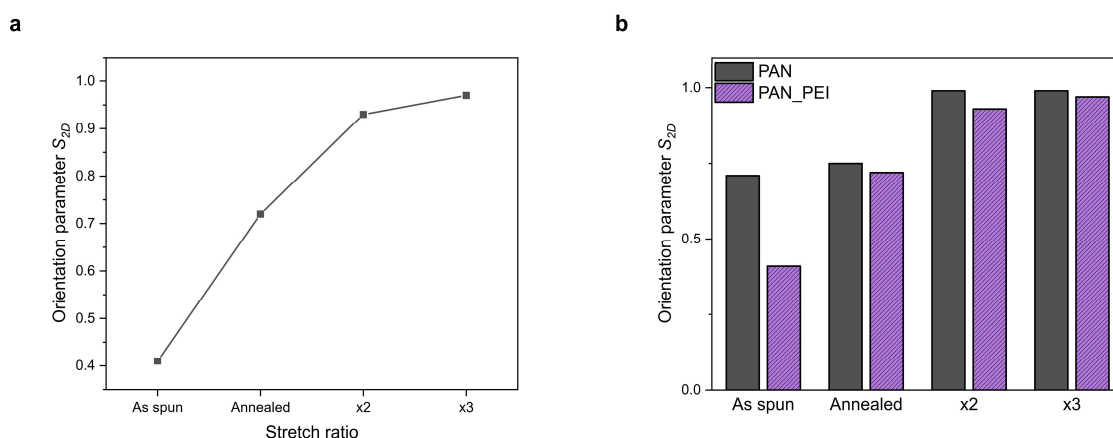 a
Orientation parameter S2D
1.0
0.9
0.8
0.7
0.6
0.5
0.4
As spun
Annealed
x2
x3
Stretch ratio
b
Orientation parameter S2D
PAN
PAN_PEI
1.0
0.5
0.0
As spun
Annealed
x2
x3